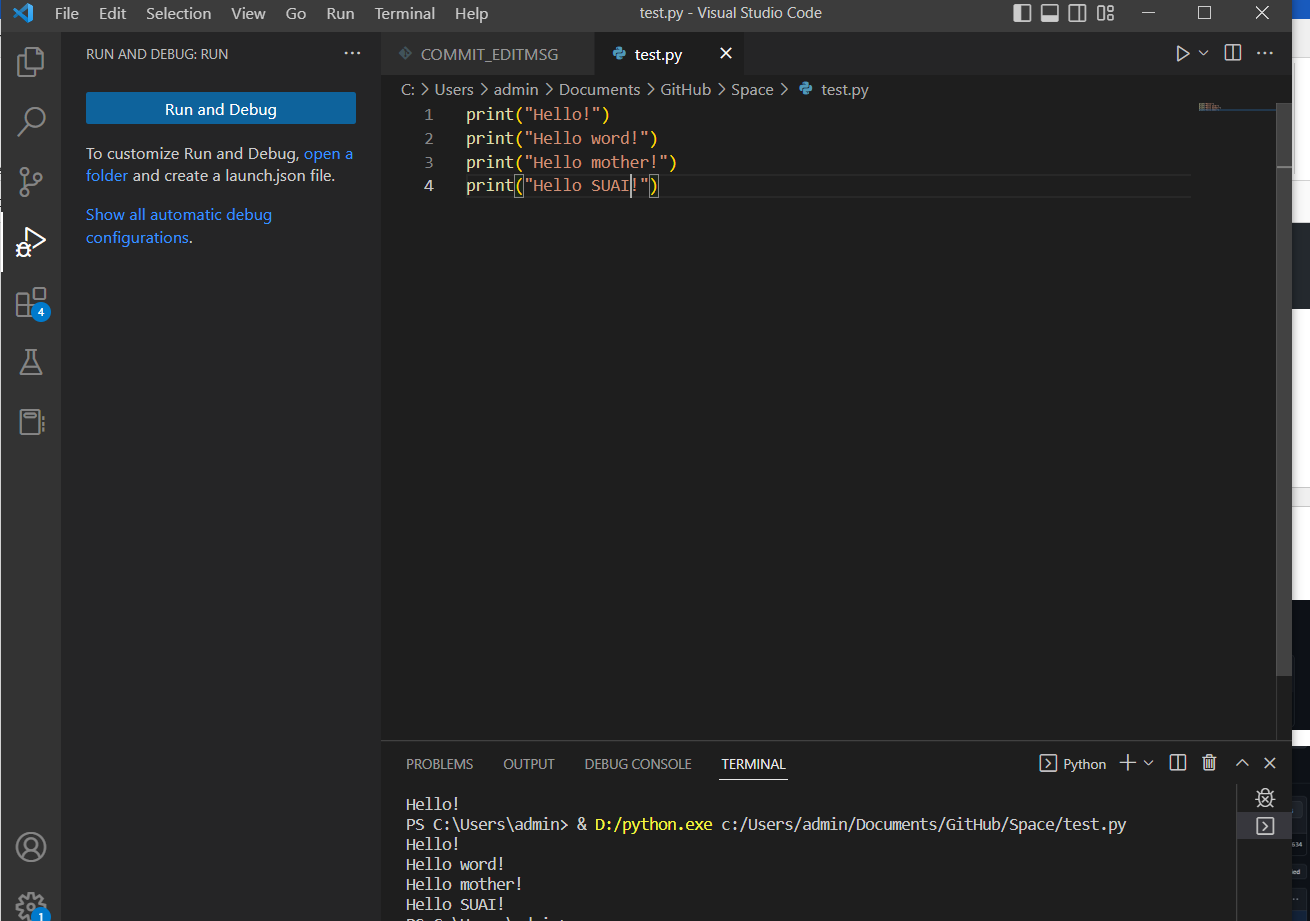 File Edit Selection View Go Run Terminal Help test.py - Visual Studio Code
RUN AND DEBUG: RUN
Run and Debug
To customize Run and Debug, open a
folder and create a launch.json file.
Show all automatic debug
configurations.
4
1
COMMIT_EDITMSG test.py
C: > Users > admin > Documents > GitHub > Space > test.py
1 print("Hello!")
2 print("Hello word!")
3 print("Hello mother!")
4 print("Hello SUAI!")
PROBLEMS OUTPUT DEBUG CONSOLE TERMINAL Python
Hello!
PS C:\Users\admin> & D:/python.exe c:/Users/admin/Documents/GitHub/Space/test.py
Hello!
Hello word!
Hello mother!
Hello SUAI!